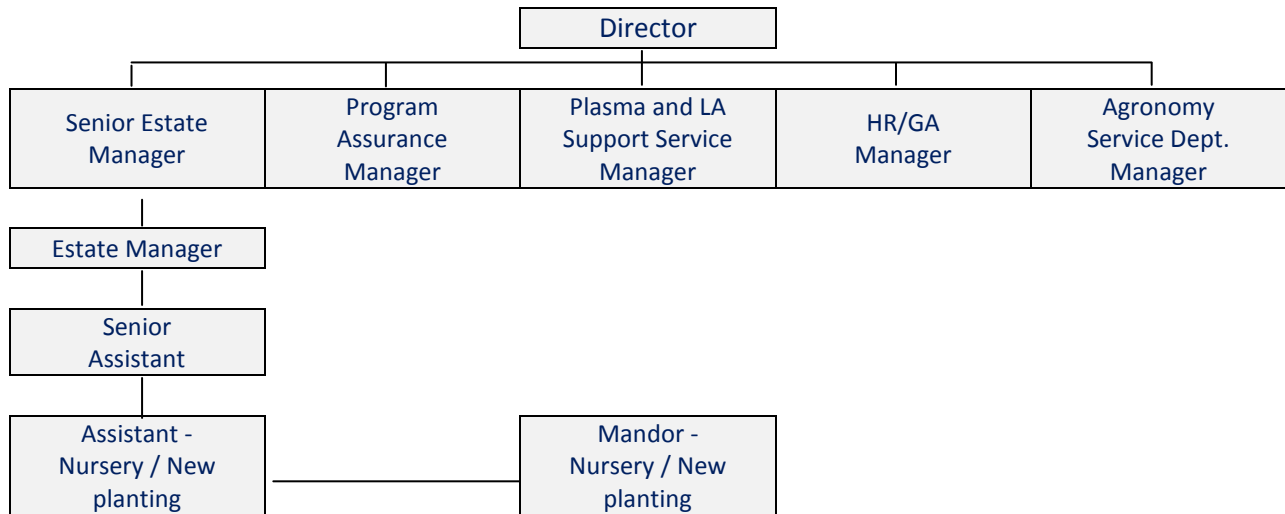 Director
Senior Estate
Manager
Program
Assurance
Manager
Plasma and LA
Support Service
Manager
HR/GA
Manager
Agronomy
Service Dept.
Manager
Estate Manager
Senior
Assistant
Assistant -
Nursery / New
planting
Mandor -
Nursery / New
planting